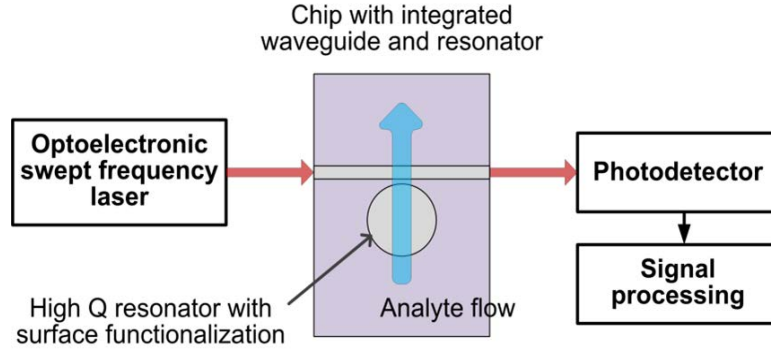 Chip with integrated
waveguide and resonator
Optoelectronic
swept frequency
laser
Photodetector
Signal
processing
High Q resonator with
surface functionalization
Analyte flow